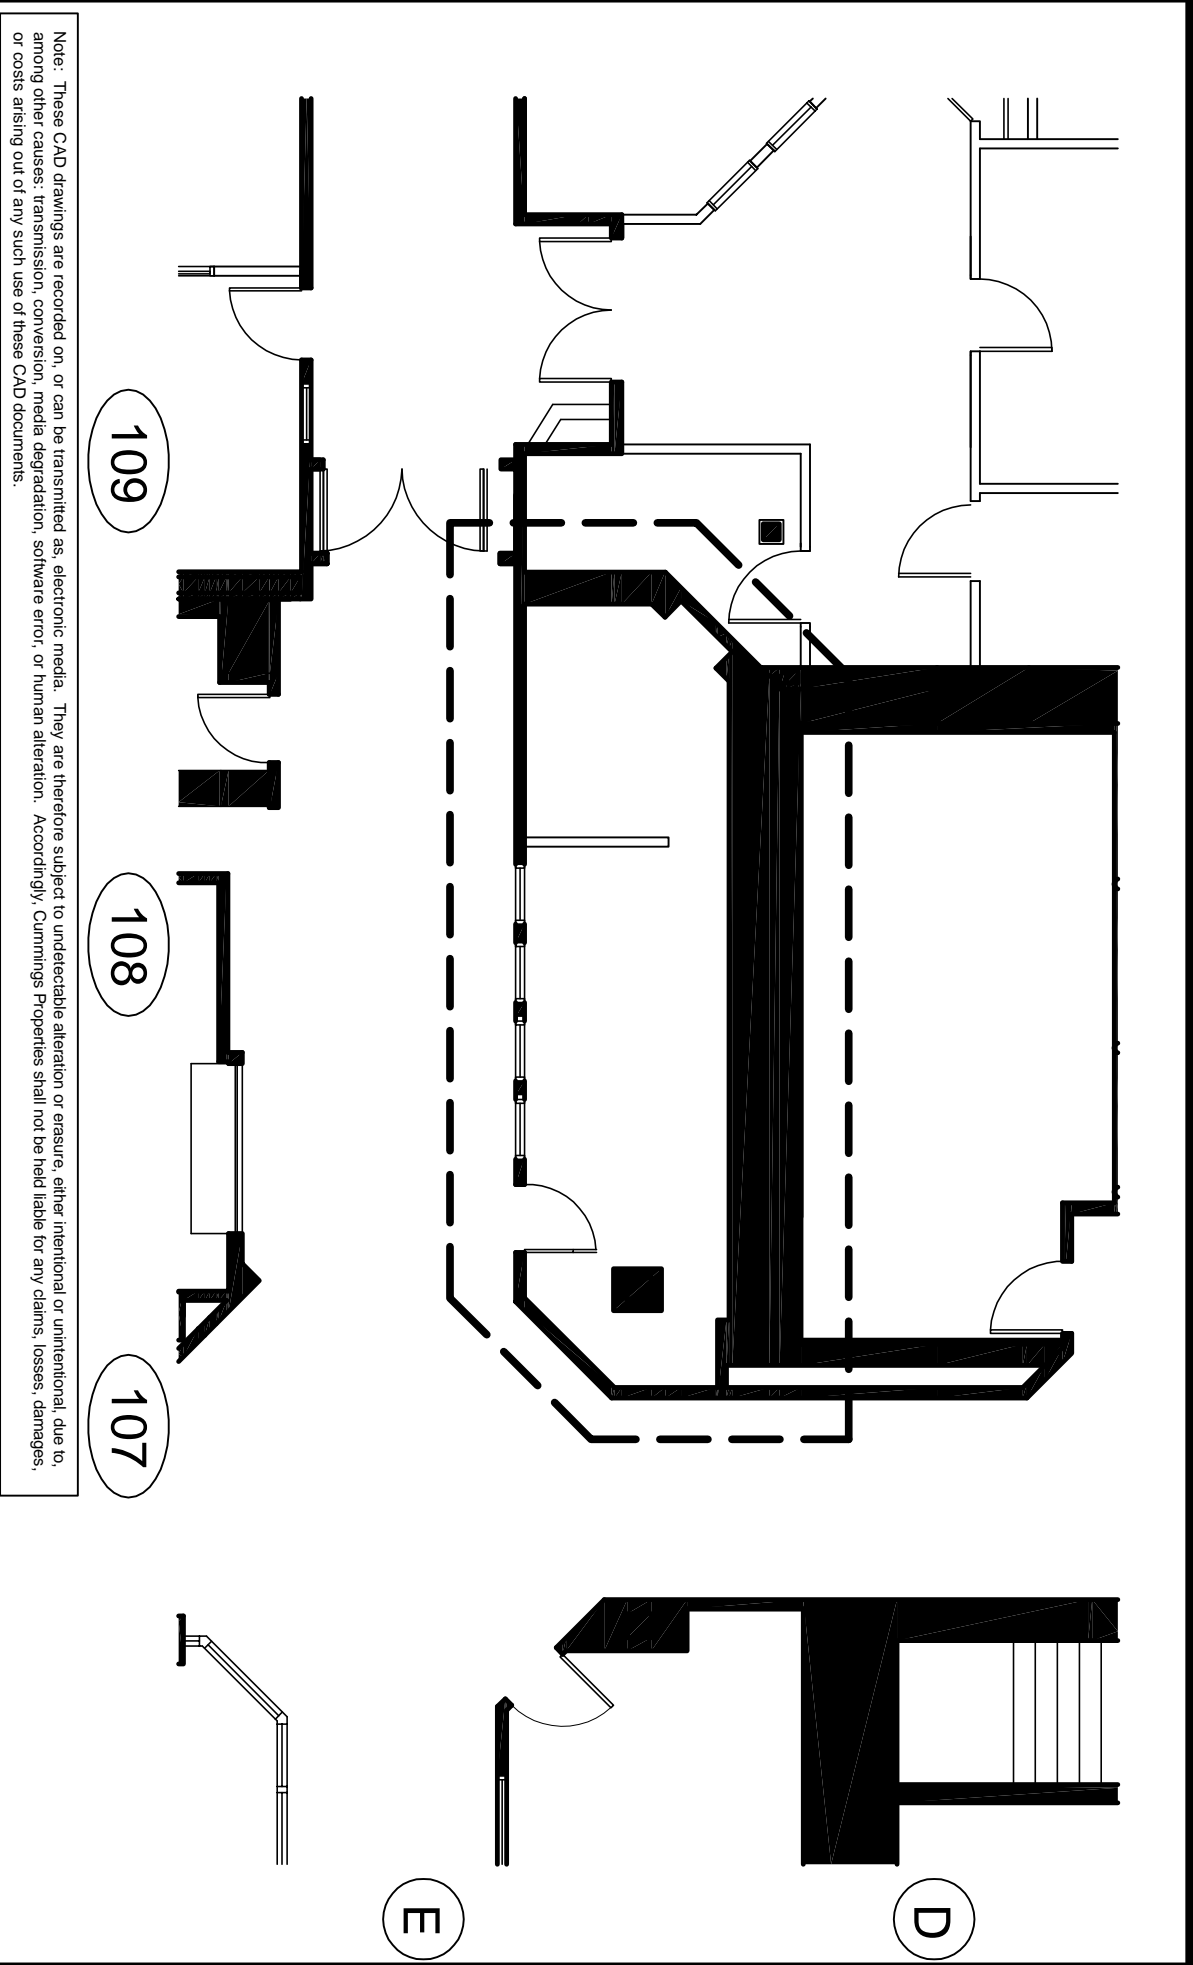 D
E
109
108
107
Note: These CAD drawings are recorded on, or can be transmitted as, electronic media. They are therefore subject to undetectable alteration or erasure, either intentional or unintentional, due to,
among other causes: transmission, conversion, media degradation, software error, or human alteration. Accordingly, Cummings Properties shall not be held liable for any claims, losses, damages,
or costs arising out of any such use of these CAD documents.